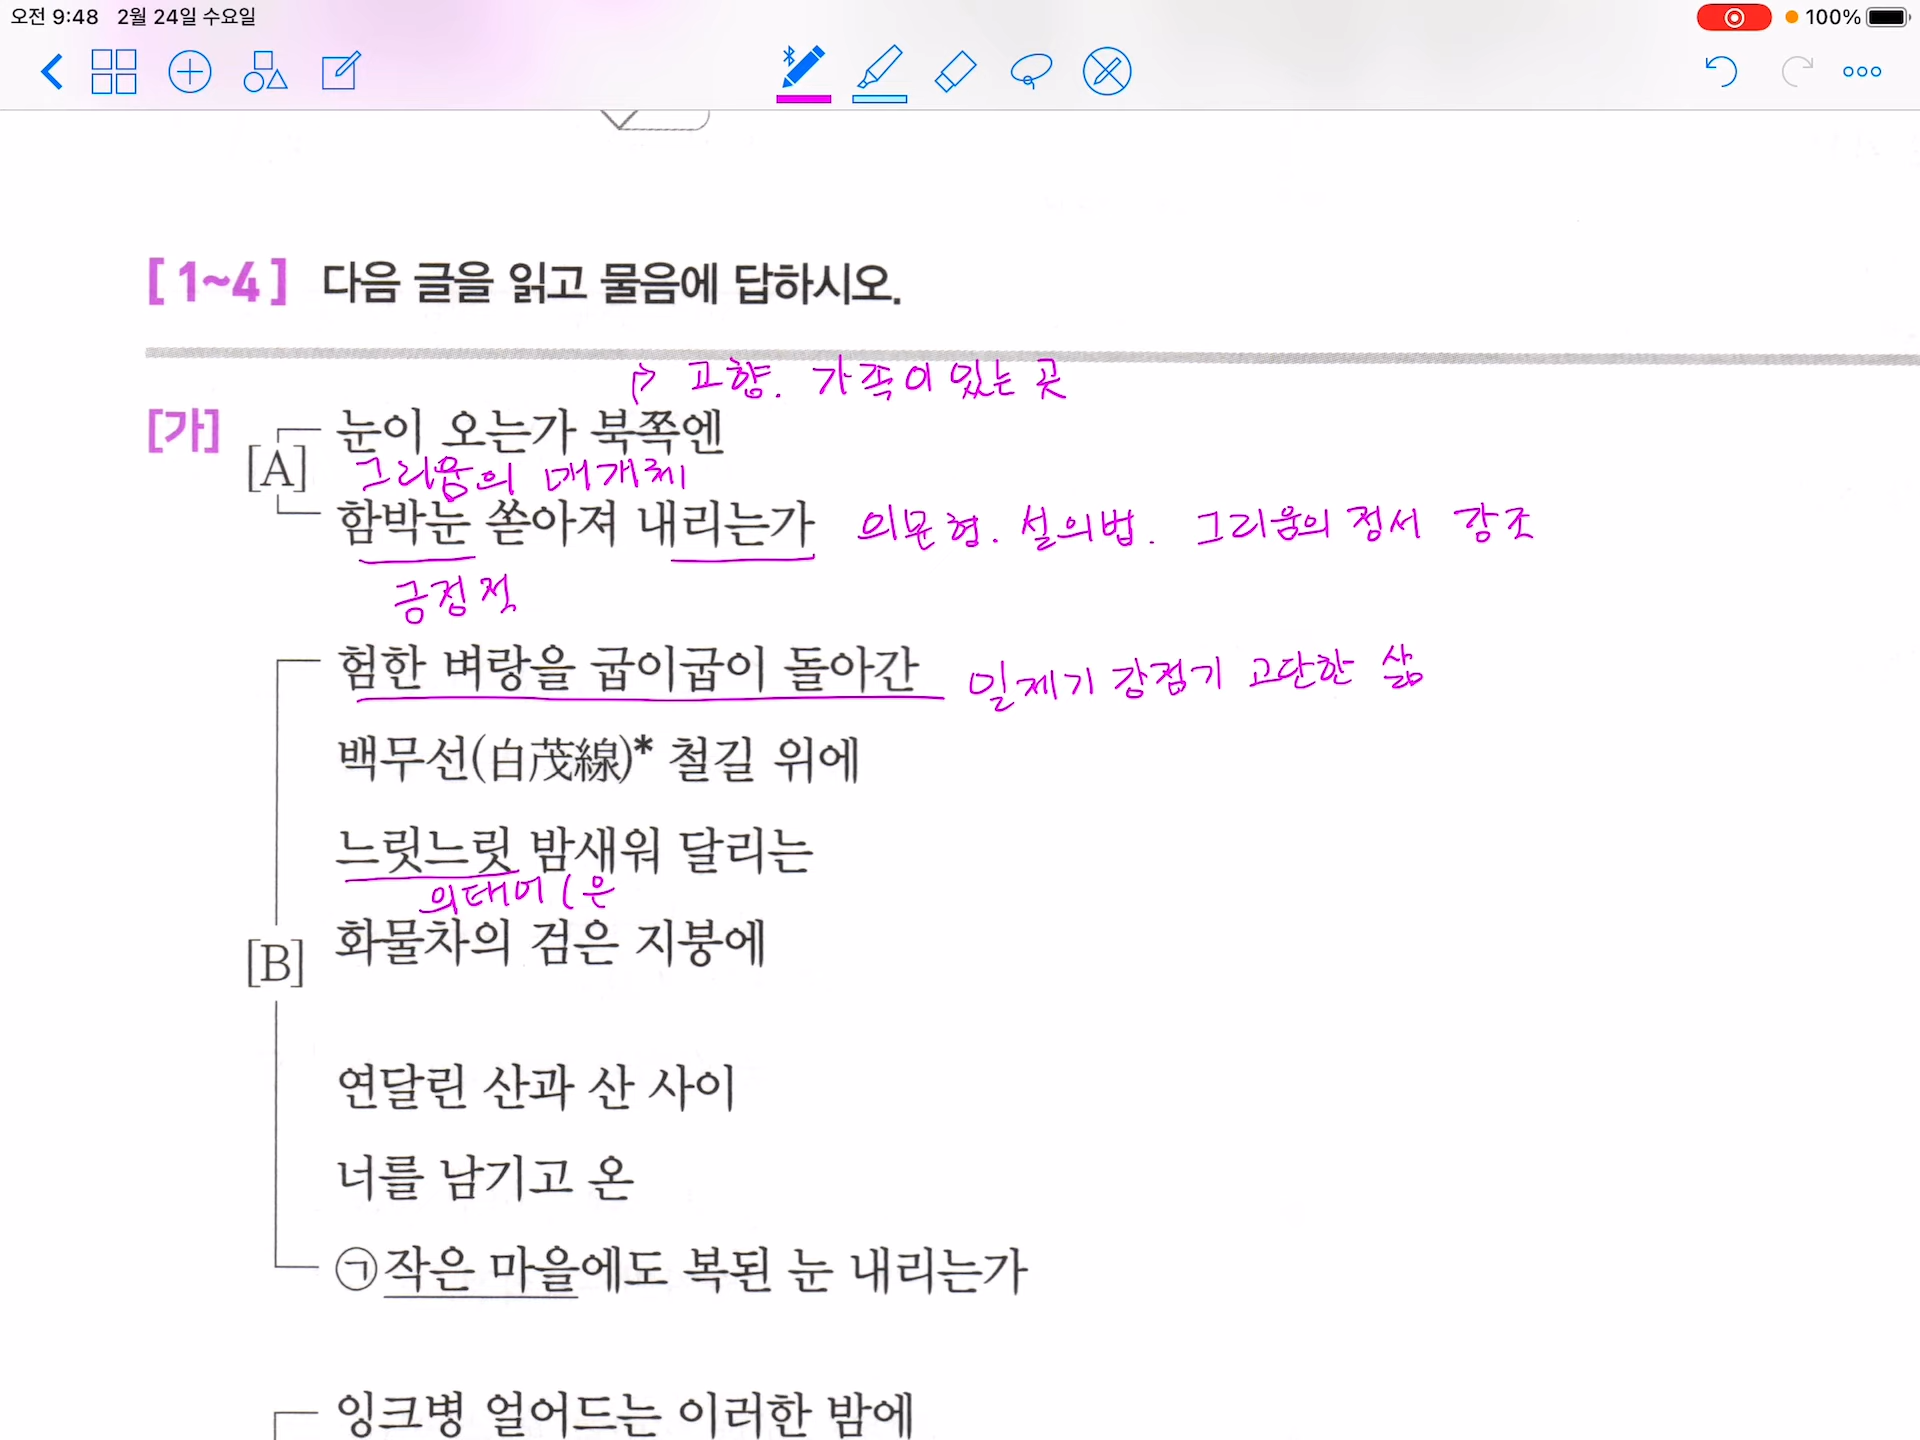 오전 9:48 2월 24일 수요일 100%
[1~4] 다음 글을 읽고 물음에 답하시오.
고향. 가족이 있는 곳
[가] 눈이 오는가 북쪽엔
[A] 그리움의 매개체
함박눈 쏟아져 내리는가 의문형. 설의법. 그리움의 정서 강조
긍정적
험한 벼랑을 굽이굽이 돌아간 일제기 강점기 고단한 삶
백무선(白茂線)* 철길 위에
느릿느릿 밤새워 달리는
의태어 (은
화물차의 검은 지붕에
[B]
연달린 산과 산 사이
너를 남기고 온
㉠작은 마을에도 복된 눈 내리는가
잉크병 얼어드는 이러한 밤에